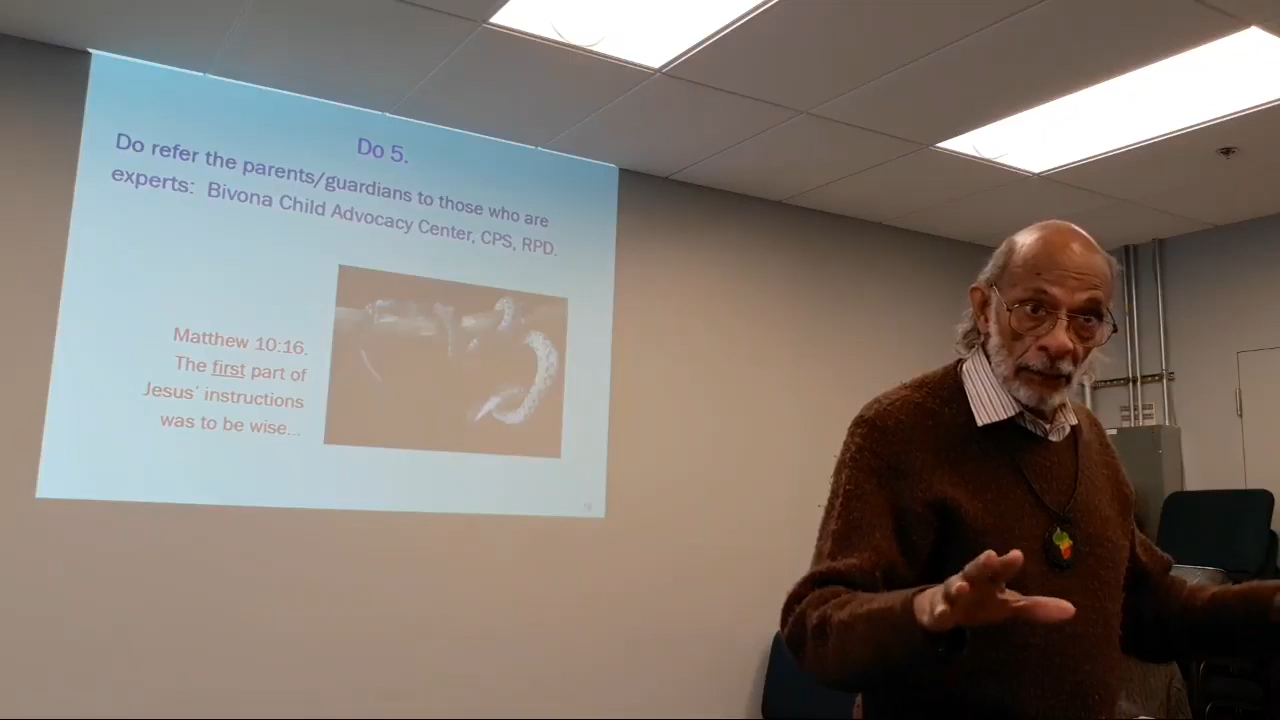 Do 5.
Do refer the parents/guardians to those who are
experts: Bivona Child Advocacy Center, CPS, RPD.
Matthew 10:16.
The first part of
Jesus' instructions
was to be wise...